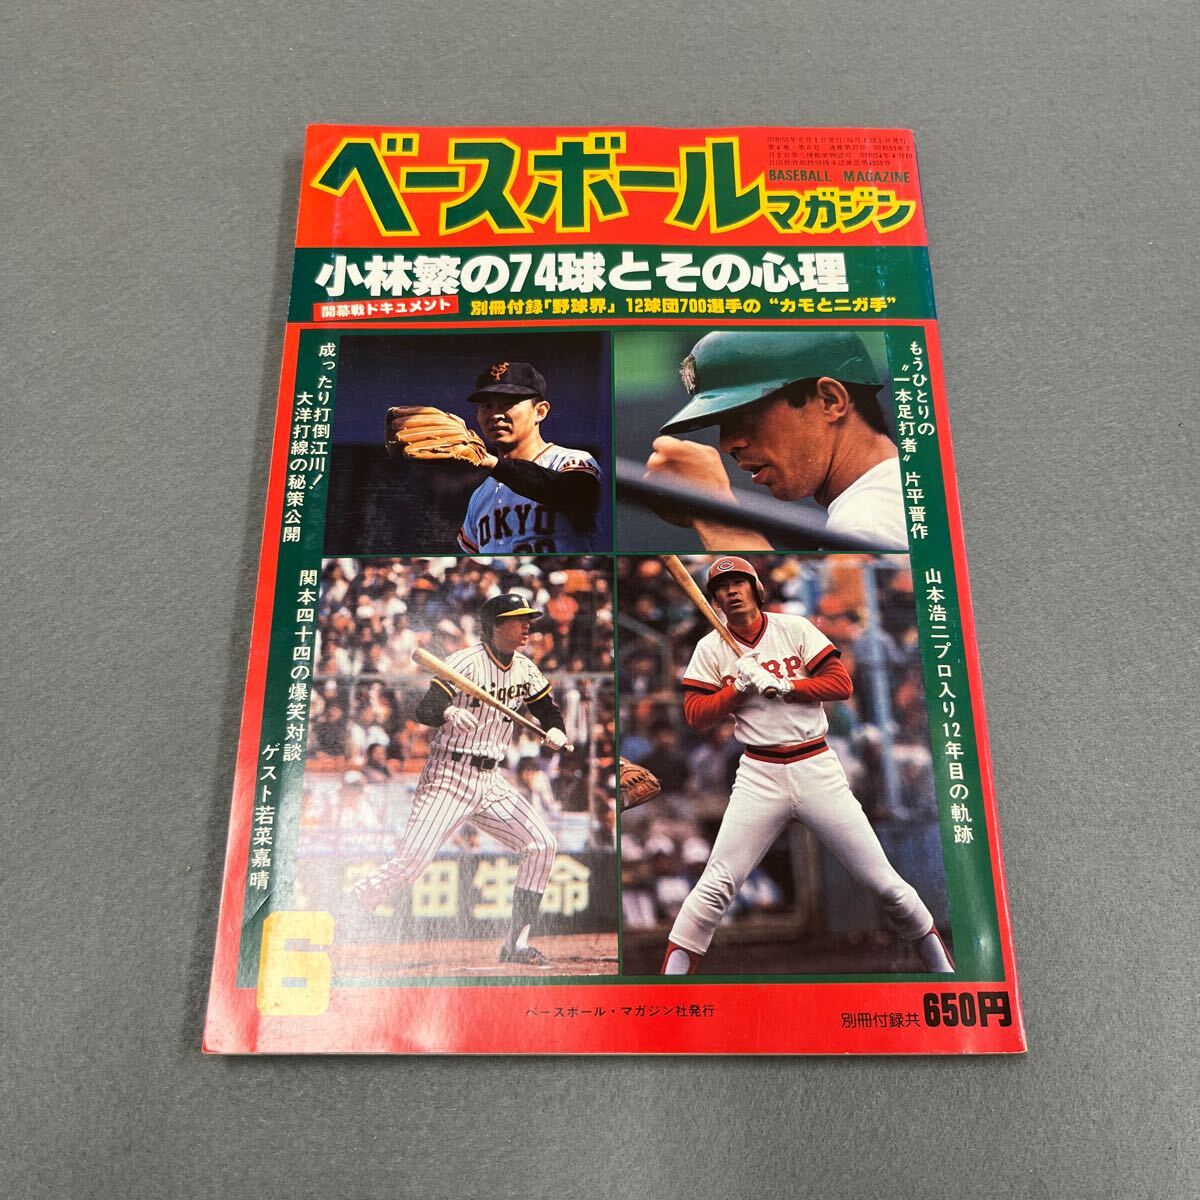 ベースボール
マガジン
BASEBALL MAGAZINE
小林繁の74球とその心理
開幕戦ドキュメント
別冊付録「野球界」 12球団700選手の“カモとニガ手”
もうひとりの
“一本足打者”片平晋作
山本浩二プロ入り12年目の軌跡
成ったり打倒江川!
大洋打線の秘策公開
関本四十四の爆笑対談
ゲスト若菜嘉晴
TOKYO
Tigers
C
田生命
6
ベースボール・マガジン社発行
別冊付録共650円